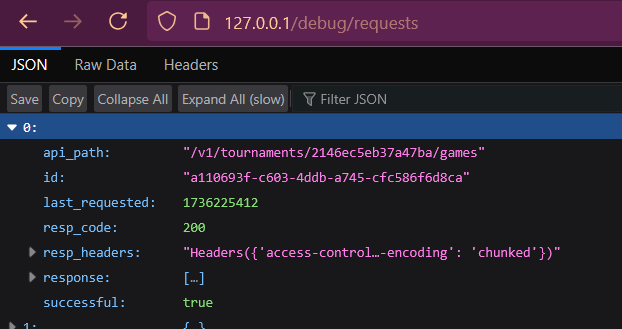 127.0.0.1/debug/requests
JSON Raw Data Headers
Save Copy Collapse All Expand All (slow) Filter JSON
0:
api_path: "/v1/tournaments/2146ec5eb37a47ba/games"
id: "a110693f-c603-4ddb-a745-cfc586f6d8ca"
last_requested: 1736225412
resp_code: 200
resp_headers: "Headers({'access-control…-encoding': 'chunked'})"
response: […]
successful: true
1: {…}